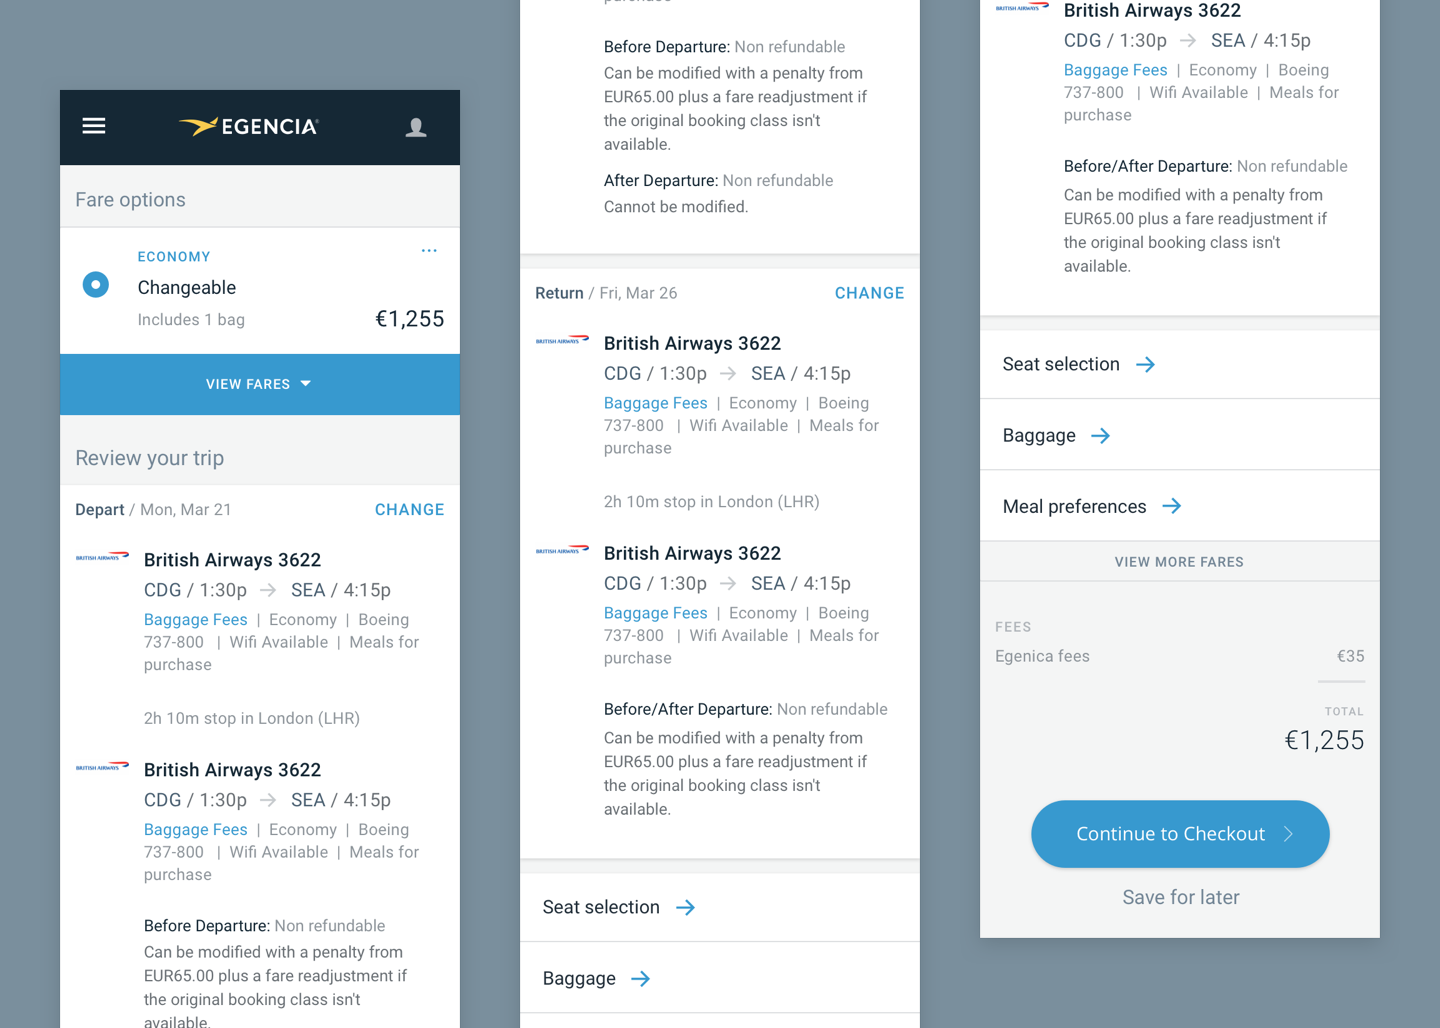 EGENCIA
Fare options
ECONOMY
...
Changeable
Includes 1 bag
€1,255
VIEW FARES
Review your trip
Depart / Mon, Mar 21
CHANGE
BRITISH AIRWAYS
British Airways 3622
CDG / 1:30p → SEA / 4:15p
Baggage Fees | Economy | Boeing
737-800 | Wifi Available | Meals for
purchase
2h 10m stop in London (LHR)
BRITISH AIRWAYS
British Airways 3622
CDG / 1:30p → SEA / 4:15p
Baggage Fees | Economy | Boeing
737-800 | Wifi Available | Meals for
purchase
Before Departure: Non refundable
Can be modified with a penalty from
EUR65.00 plus a fare readjustment if
the original booking class isn't
available.
purchase
Before Departure: Non refundable
Can be modified with a penalty from
EUR65.00 plus a fare readjustment if
the original booking class isn't
available.
After Departure: Non refundable
Cannot be modified.
Return / Fri, Mar 26
CHANGE
BRITISH AIRWAYS
British Airways 3622
CDG / 1:30p → SEA / 4:15p
Baggage Fees | Economy | Boeing
737-800 | Wifi Available | Meals for
purchase
2h 10m stop in London (LHR)
BRITISH AIRWAYS
British Airways 3622
CDG / 1:30p → SEA / 4:15p
Baggage Fees | Economy | Boeing
737-800 | Wifi Available | Meals for
purchase
Before/After Departure: Non refundable
Can be modified with a penalty from
EUR65.00 plus a fare readjustment if
the original booking class isn't
available.
Seat selection →
Baggage →
BRITISH AIRWAYS
British Airways 3622
CDG / 1:30p → SEA / 4:15p
Baggage Fees | Economy | Boeing
737-800 | Wifi Available | Meals for
purchase
Before/After Departure: Non refundable
Can be modified with a penalty from
EUR65.00 plus a fare readjustment if
the original booking class isn't
available.
Seat selection →
Baggage →
Meal preferences →
VIEW MORE FARES
FEES
Egenica fees €35
TOTAL
€1,255
Continue to Checkout
Save for later